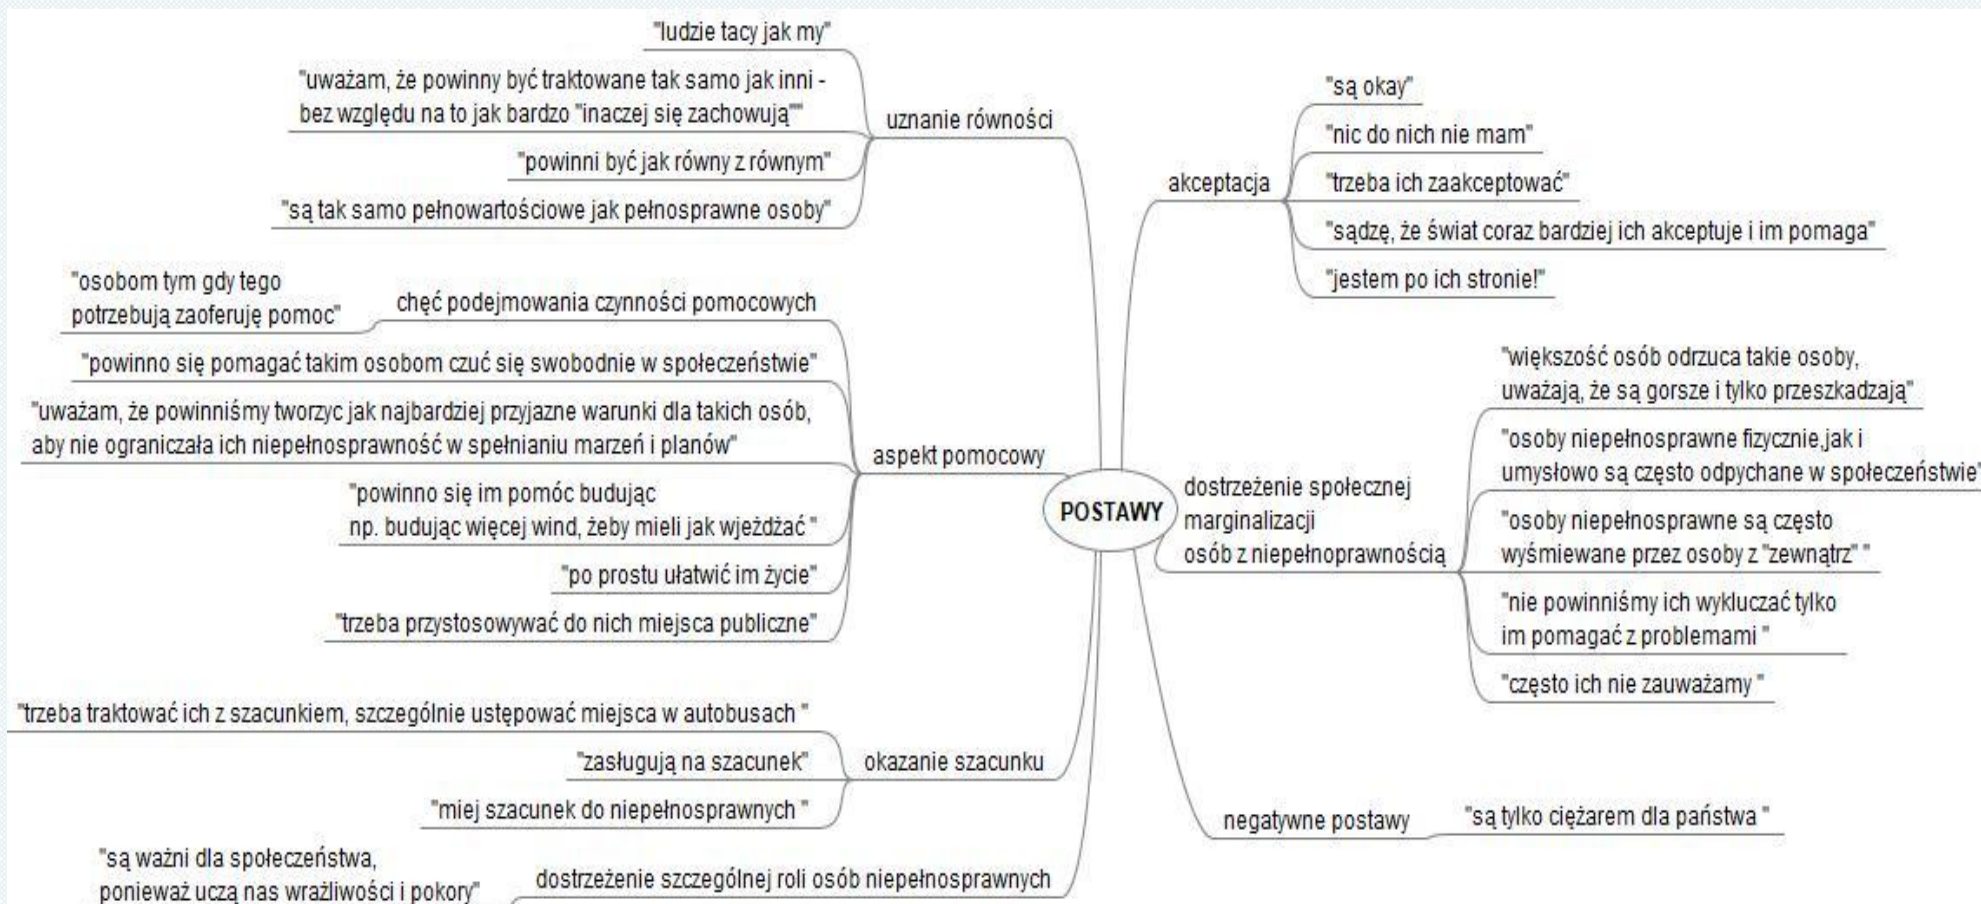 "ludzie tacy jak my"
"uważam, że powinny być traktowane tak samo jak inni -
bez względu na to jak bardzo "inaczej się zachowują""
"powinni być jak równy z równym"
"są tak samo pełnowartościowe jak pełnosprawne osoby"
uznanie równości
"osobom tym gdy tego
potrzebują zaoferuję pomoc"
chęć podejmowania czynności pomocowych
"powinno się pomagać takim osobom czuć się swobodnie w społeczeństwie"
"uważam, że powinniśmy tworzyc jak najbardziej przyjazne warunki dla takich osób,
aby nie ograniczała ich niepełnosprawność w spełnianiu marzeń i planów"
"powinno się im pomóc budując
np. budując więcej wind, żeby mieli jak wjeżdżać "
"po prostu ułatwić im życie"
"trzeba przystosowywać do nich miejsca publiczne"
aspekt pomocowy
"trzeba traktować ich z szacunkiem, szczególnie ustępować miejsca w autobusach "
"zasługują na szacunek"
"miej szacunek do niepełnosprawnych "
okazanie szacunku
"są ważni dla społeczeństwa,
ponieważ uczą nas wrażliwości i pokory"
dostrzeżenie szczególnej roli osób niepełnosprawnych
POSTAWY
akceptacja
"są okay"
"nic do nich nie mam"
"trzeba ich zaakceptować"
"sądzę, że świat coraz bardziej ich akceptuje i im pomaga"
"jestem po ich stronie!"
dostrzeżenie społecznej
marginalizacji
osób z niepełnoprawnością
"większość osób odrzuca takie osoby,
uważają, że są gorsze i tylko przeszkadzają"
"osoby niepełnosprawne fizycznie,jak i
umysłowo są często odpychane w społeczeństwie"
"osoby niepełnosprawne są często
wyśmiewane przez osoby z "zewnątrz" "
"nie powinniśmy ich wykluczać tylko
im pomagać z problemami "
"często ich nie zauważamy "
negatywne postawy
"są tylko ciężarem dla państwa "